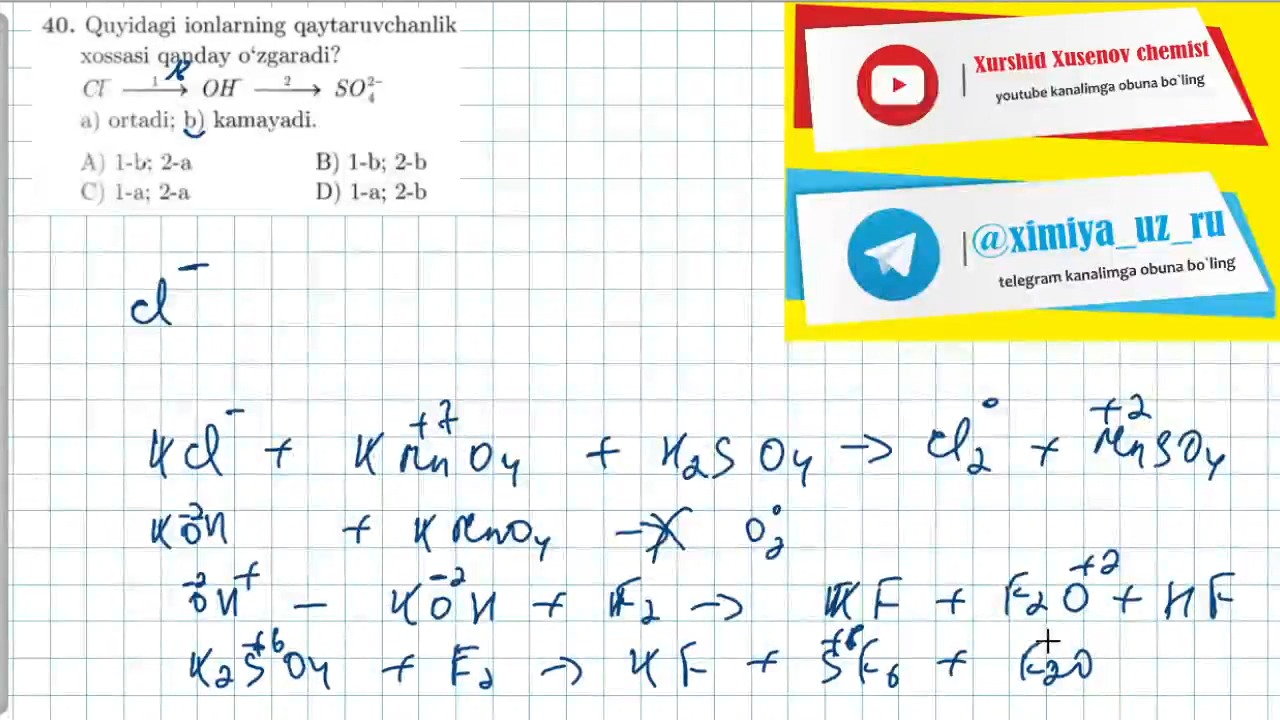 40. Quyidagi ionlarning qaytaruvchanlik
xossasi qanday o‘zgaradi?
Cl⁻ —1→ OH⁻ —2→ SO₄²⁻
a) ortadi; b) kamayadi.
A) 1-b; 2-a B) 1-b; 2-b
C) 1-a; 2-a D) 1-a; 2-b
Xurshid Xusenov chemist
youtube kanalimga obuna bo`ling
@ximiya_uz_ru
telegram kanalimga obuna bo`ling
Cl⁻
KCl⁻ + KMn⁺⁷O₄ + H₂SO₄ → Cl₂⁰ + Mn⁺²SO₄
KO⁻²H + KMnO₄ → O₂⁰
O⁻²H⁺ – KO⁻²H + F₂ → KF + F₂O⁺² + HF
K₂S⁺⁶O₄ + F₂ → KF + S⁺⁶F₆ + F₂O